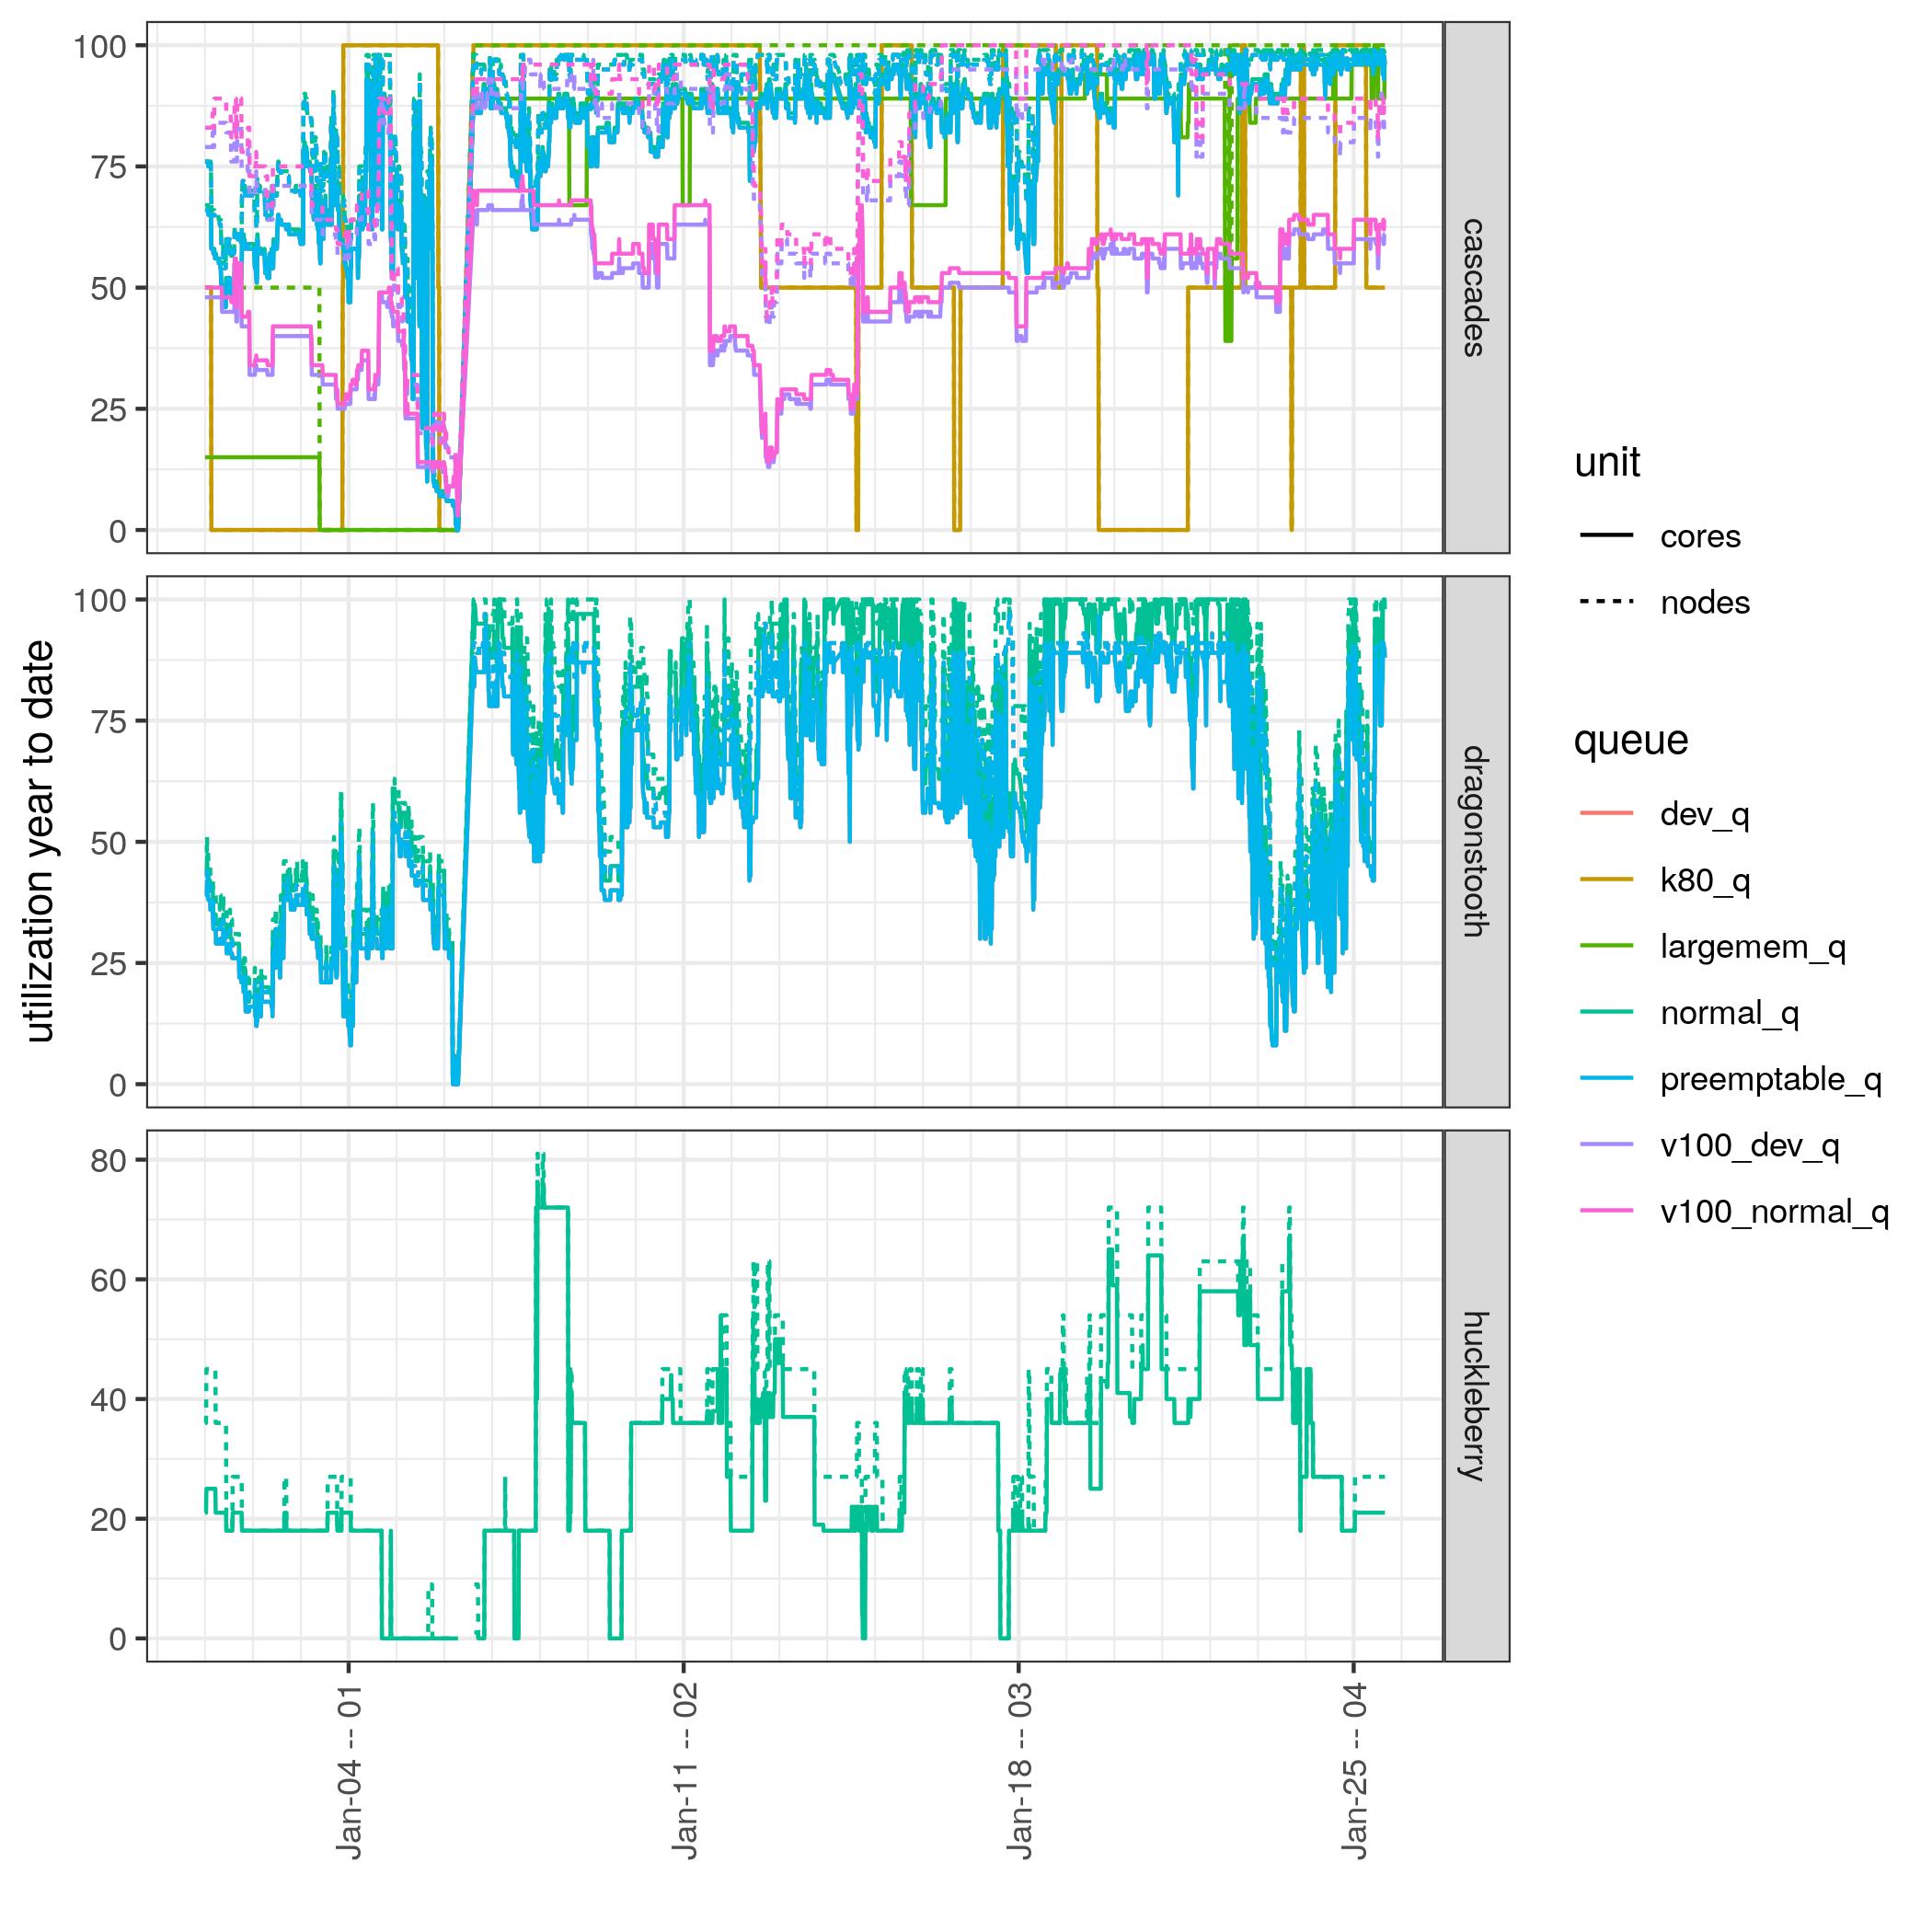 100
75
50
25
0
cascades
100
75
50
25
0
dragonstooth
80
60
40
20
0
huckleberry
utilization year to date
Jan-04 -- 01
Jan-11 -- 02
Jan-18 -- 03
Jan-25 -- 04
unit
cores
nodes
queue
dev_q
k80_q
largemem_q
normal_q
preemptable_q
v100_dev_q
v100_normal_q